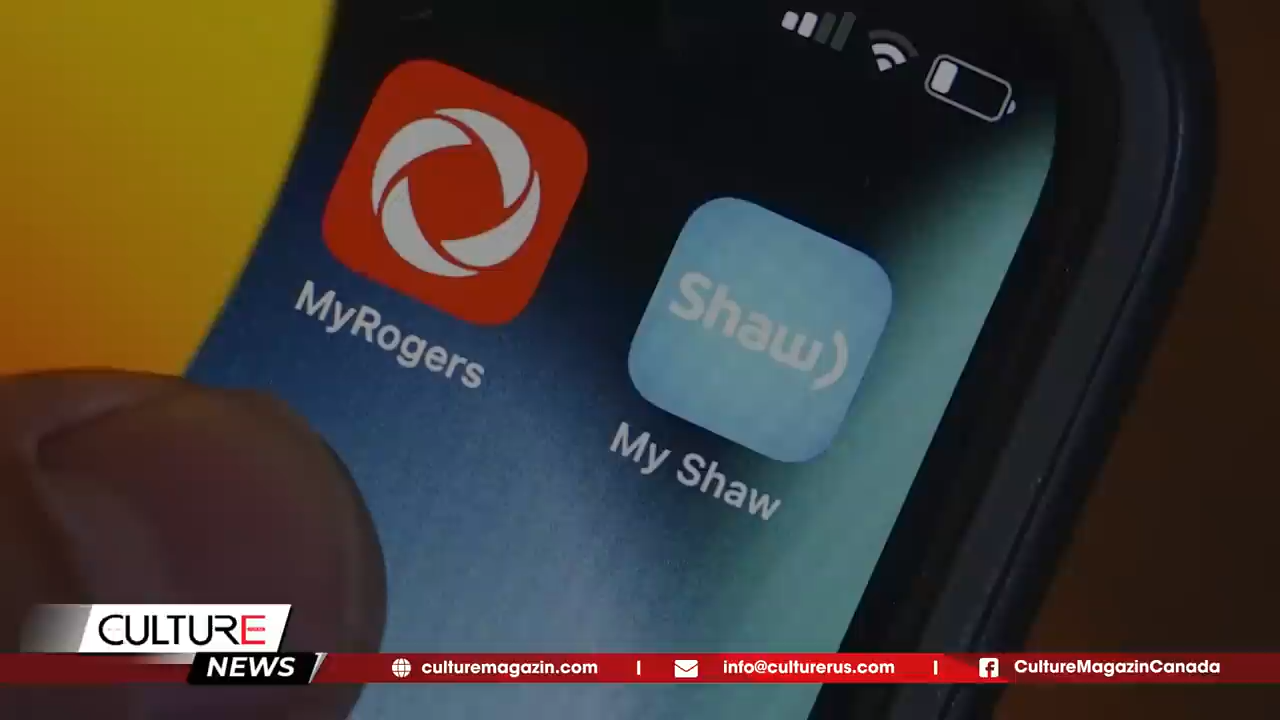 MyRogers
Shaw)
My Shaw
CULTURE
NEWS
culturemagazin.com | info@culturerus.com | CultureMagazinCanada